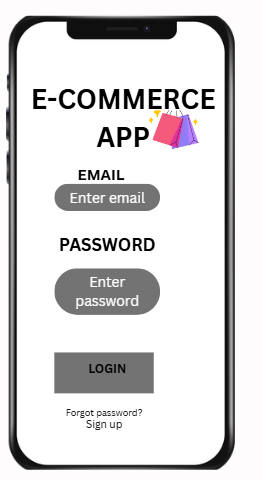 E-COMMERCE
APP
EMAIL
Enter email
PASSWORD
Enter
password
LOGIN
Forgot password?
Sign up